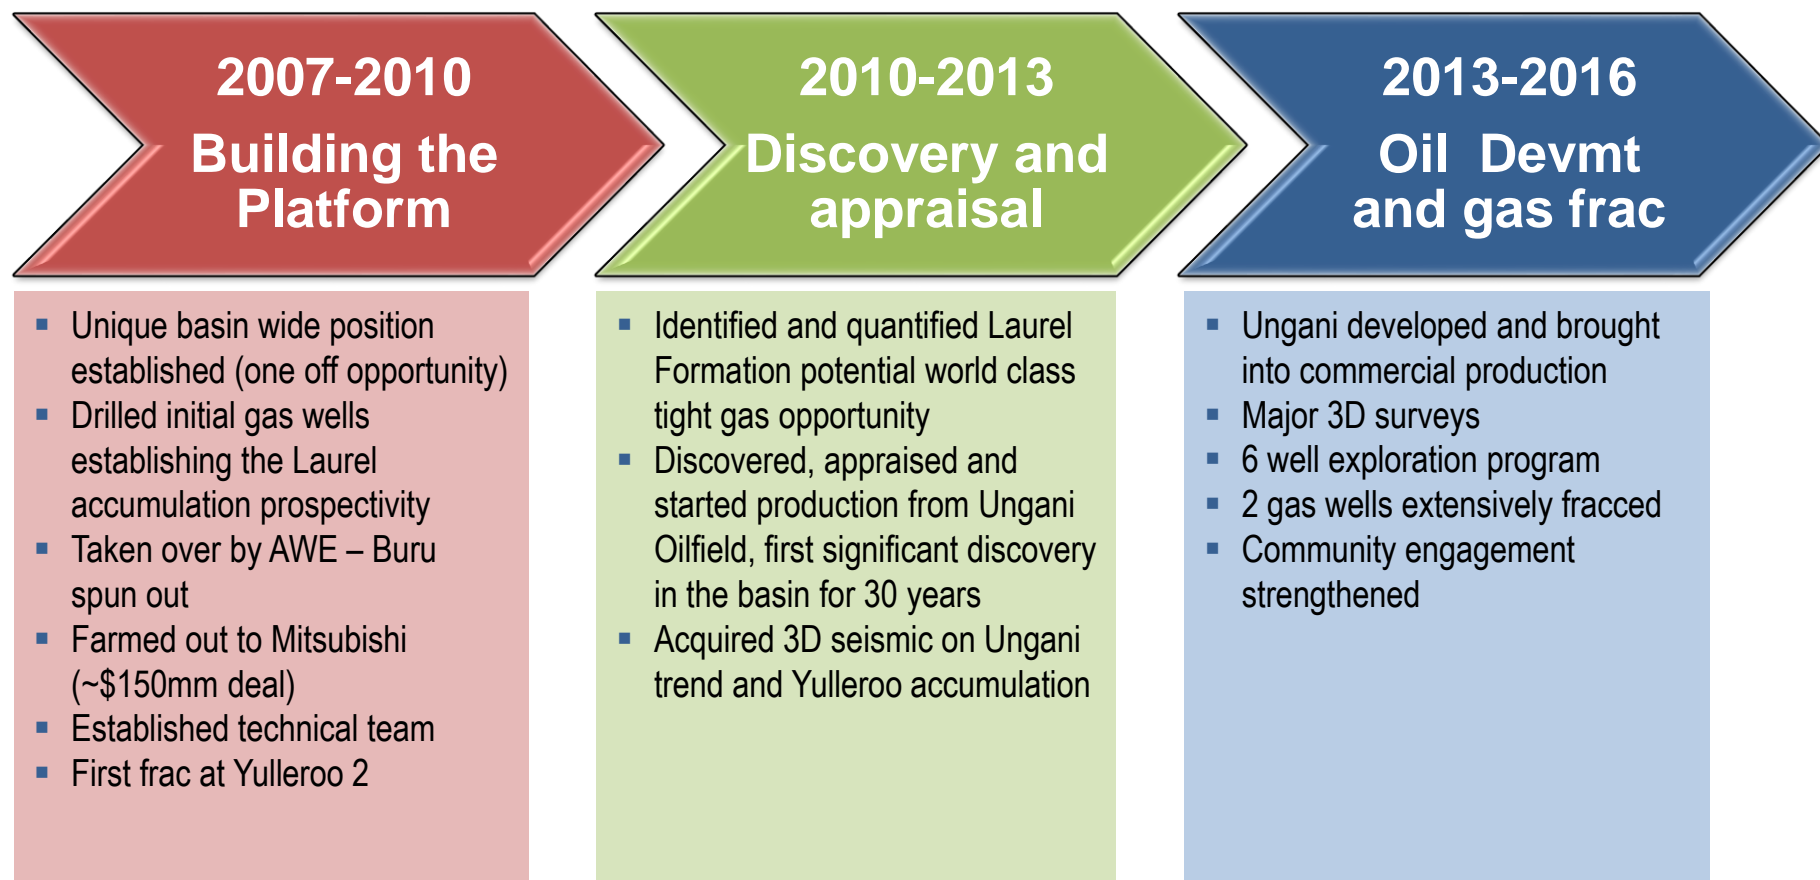 2007-2010
Building the
Platform
▪ Unique basin wide position
established (one off opportunity)
▪ Drilled initial gas wells
establishing the Laurel
accumulation prospectivity
▪ Taken over by AWE – Buru
spun out
▪ Farmed out to Mitsubishi
(~$150mm deal)
▪ Established technical team
▪ First frac at Yulleroo 2
2010-2013
Discovery and
appraisal
▪ Identified and quantified Laurel
Formation potential world class
tight gas opportunity
▪ Discovered, appraised and
started production from Ungani
Oilfield, first significant discovery
in the basin for 30 years
▪ Acquired 3D seismic on Ungani
trend and Yulleroo accumulation
2013-2016
Oil  Devmt
and gas frac
▪ Ungani developed and brought
into commercial production
▪ Major 3D surveys
▪ 6 well exploration program
▪ 2 gas wells extensively fracced
▪ Community engagement
strengthened